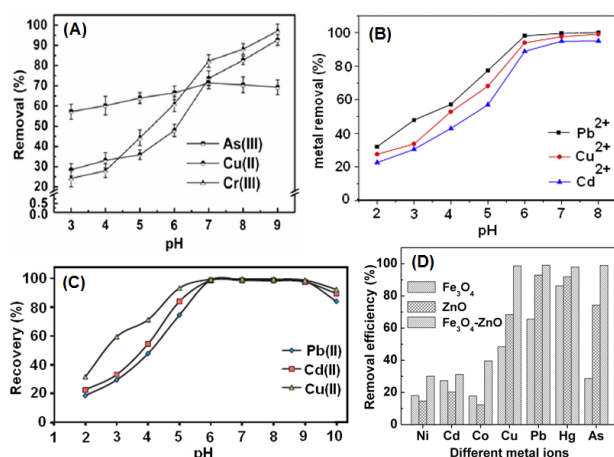 (A)
Removal (%)
100
90
80
70
60
50
40
30
20
0.5
0.0
As(III)
Cu(II)
Cr(III)
3 4 5 6 7 8 9
pH
(B)
metal removal (%)
100
80
60
40
20
0
Pb2+
Cu2+
Cd2+
2 3 4 5 6 7 8
pH
(C)
Recovery (%)
100
80
60
40
20
0
Pb(II)
Cd(II)
Cu(II)
1 2 3 4 5 6 7 8 9 10
pH
(D)
Removal efficiency (%)
160
120
80
40
0
Fe3O4
ZnO
Fe3O4-ZnO
Ni Cd Co Cu Pb Hg As
Different metal ions